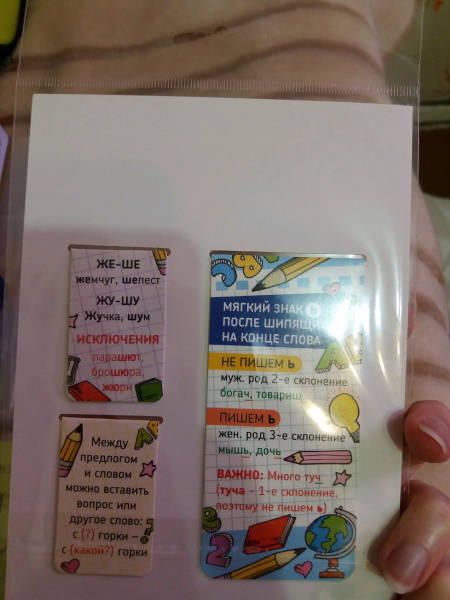 ЖЕ-ШЕ
жемчуг, шелест
ЖУ-ШУ
Жучка, шум
ИСКЛЮЧЕНИЯ
парашют,
брошюра,
жюри
Между
предлогом
и словом
можно вставить
вопрос или
другое слово:
с (?) горки –
с (какой?) горки
МЯГКИЙ ЗНАК Ь
ПОСЛЕ ШИПЯЩИ
НА КОНЦЕ СЛОВА
НЕ ПИШЕМ Ь
муж. род 2-е склонение
богач, товарищ
ПИШЕМ Ь
жен. род 3-е склонение
мышь, дочь
ВАЖНО: Много туч
(туча – 1-е склонение,
поэтому не пишем ь)